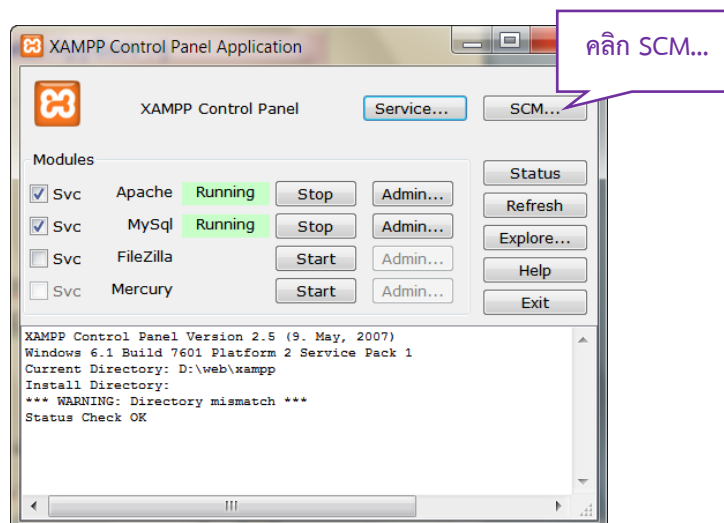 XAMPP Control Panel Application
คลิก SCM...
XAMPP Control Panel
Service...
SCM...
Modules
Svc Apache Running Stop Admin...
Svc MySql Running Stop Admin...
Svc FileZilla Start Admin...
Svc Mercury Start Admin...
Status
Refresh
Explore...
Help
Exit
XAMPP Control Panel Version 2.5 (9. May, 2007)
Windows 6.1 Build 7601 Platform 2 Service Pack 1
Current Directory: D:\web\xampp
Install Directory:
*** WARNING: Directory mismatch ***
Status Check OK